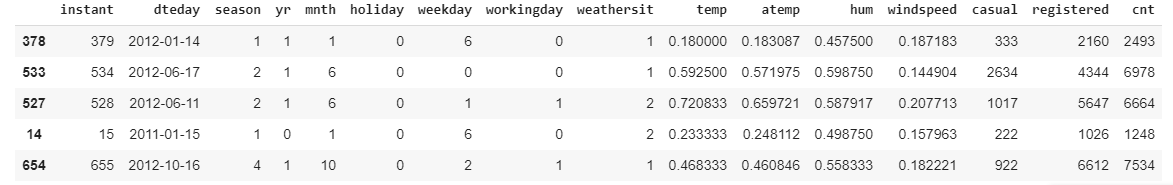 instant dteday season yr mnth holiday weekday workingday weathersit temp atemp hum windspeed casual registered cnt
378 379 2012-01-14 1 1 1 0 6 0 1 0.180000 0.183087 0.457500 0.187183 333 2160 2493
533 534 2012-06-17 2 1 6 0 0 0 1 0.592500 0.571975 0.598750 0.144904 2634 4344 6978
527 528 2012-06-11 2 1 6 0 1 1 2 0.720833 0.659721 0.587917 0.207713 1017 5647 6664
14 15 2011-01-15 1 0 1 0 6 0 2 0.233333 0.248112 0.498750 0.157963 222 1026 1248
654 655 2012-10-16 4 1 10 0 2 1 1 0.468333 0.460846 0.558333 0.182221 922 6612 7534